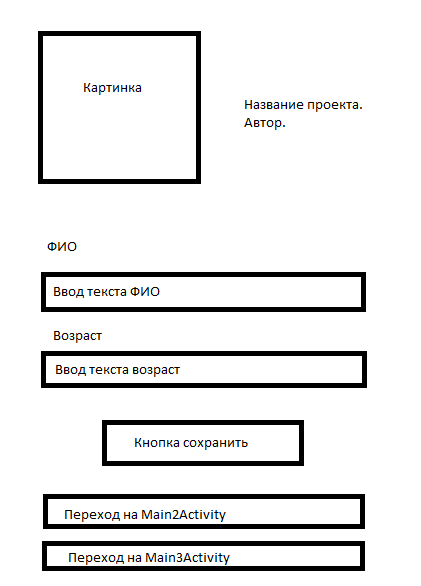 Картинка
Название проекта.
Автор.
ФИО
Ввод текста ФИО
Возраст
Ввод текста возраст
Кнопка сохранить
Переход на Main2Activity
Переход на Main3Activity